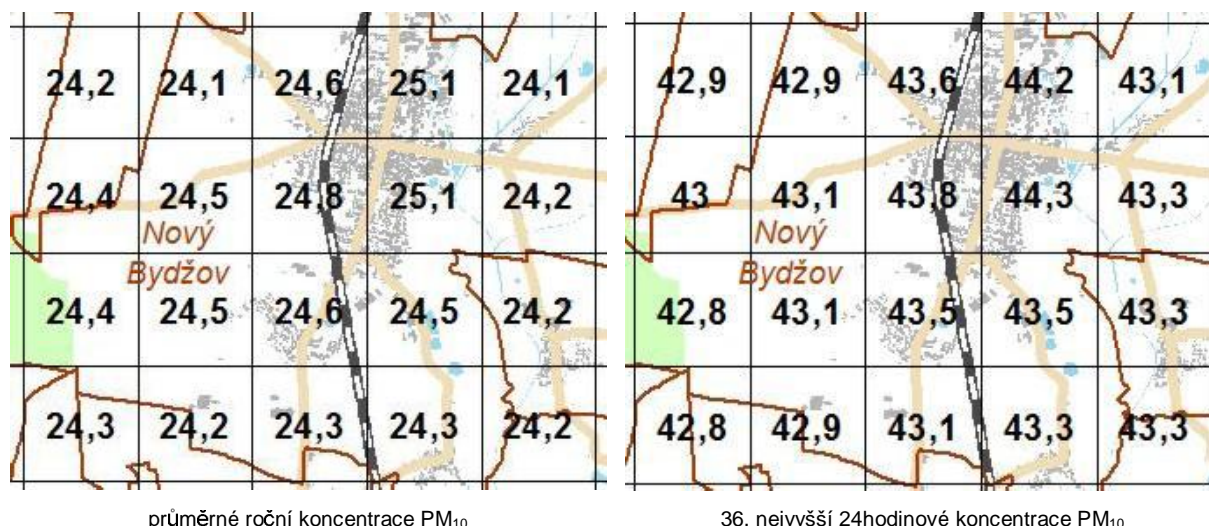 24,2 24,1 24,6 25,1 24,1
24,4 24,5 24,8 25,1 24,2
Nový
Bydžov
24,4 24,5 24,6 24,5 24,2
24,3 24,2 24,3 24,3 24,2
průměrné roční koncentrace PM₁₀
42,9 42,9 43,6 44,2 43,1
43 43,1 43,8 44,3 43,3
Nový
Bydžov
42,8 43,1 43,5 43,5 43,3
42,8 42,9 43,1 43,3 43,3
36. nejvyšší 24hodinové koncentrace PM₁₀